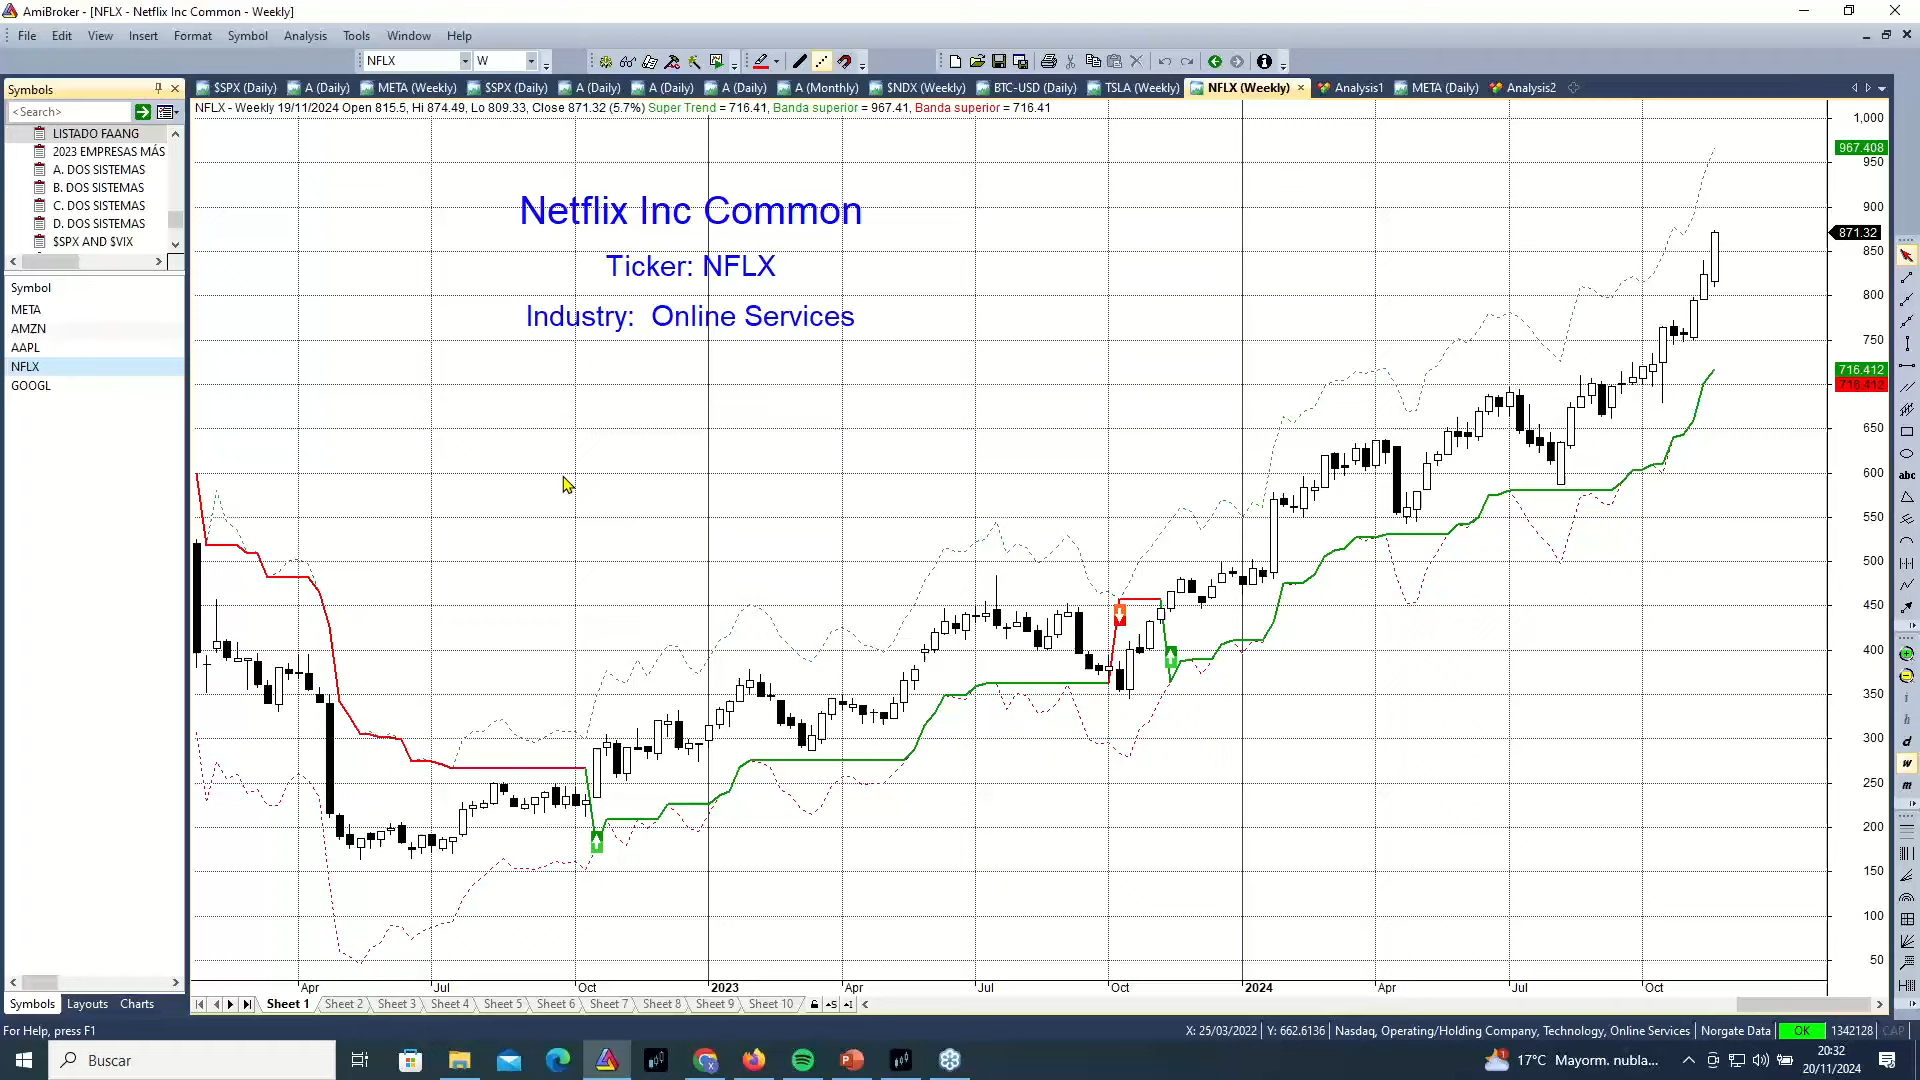 AmiBroker - [NFLX - Netflix Inc Common - Weekly]
File Edit View Insert Format Symbol Analysis Tools Window Help
NFLX W
Symbols
$SPX (Daily) A (Daily) META (Weekly) $SPX (Daily) A (Daily) A (Daily) A (Daily) A (Monthly) $NDX (Weekly) BTC-USD (Daily) TSLA (Weekly) NFLX (Weekly) Analysis1 META (Daily) Analysis2
<Search>
NFLX - Weekly 19/11/2024 Open 815.5, Hi 874.49, Lo 809.33, Close 871.32 (5.7%) Super Trend = 716.41, Banda superior = 967.41, Banda superior = 716.41
LISTADO FAANG
2023 EMPRESAS MÁS
A. DOS SISTEMAS
B. DOS SISTEMAS
C. DOS SISTEMAS
D. DOS SISTEMAS
$SPX AND $VIX
Symbol
META
AMZN
AAPL
NFLX
GOOGL
Netflix Inc Common
Ticker: NFLX
Industry: Online Services
1,000
967.408
950
900
871.32
850
800
750
716.412
716.412
650
600
550
500
450
400
350
300
250
200
150
100
50
abc
i
h
d
w
m
Apr Jul Oct 2023 Apr Jul Oct 2024 Apr Jul Oct
Symbols Layouts Charts
Sheet 1 Sheet 2 Sheet 3 Sheet 4 Sheet 5 Sheet 6 Sheet 7 Sheet 8 Sheet 9 Sheet 10
For Help, press F1
X: 25/03/2022 Y: 662.6136 Nasdaq, Operating/Holding Company, Technology, Online Services Norgate Data OK 1342128 CAP
Buscar
17°C Mayorm. nubla...
20:32
20/11/2024